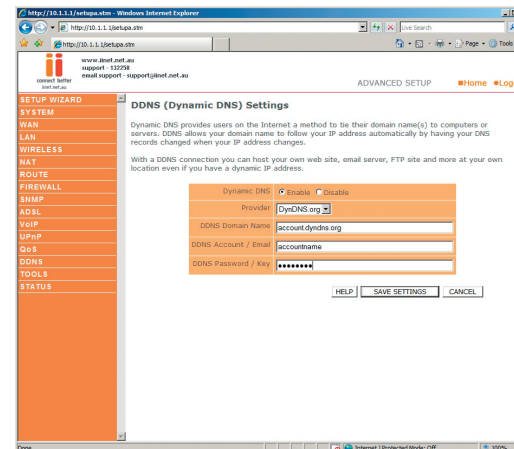 http://10.1.1.1/setupa.stm - Windows Internet Explorer
http://10.1.1.1/setupa.stm
Live Search
http://10.1.1.1/setupa.stm
Page
Tools
www.iinet.net.au
support - 132258
email support - support@iinet.net.au
connect better
iinet.net.au
ADVANCED SETUP
Home
Log
SETUP WIZARD
SYSTEM
WAN
LAN
WIRELESS
NAT
ROUTE
FIREWALL
SNMP
ADSL
VoIP
UPnP
QoS
DDNS
TOOLS
STATUS
DDNS (Dynamic DNS) Settings
Dynamic DNS provides users on the Internet a method to tie their domain name(s) to computers or
servers. DDNS allows your domain name to follow your IP address automatically by having your DNS
records changed when your IP address changes.
With a DDNS connection you can host your own web site, email server, FTP site and more at your own
location even if you have a dynamic IP address.
Dynamic DNS Enable Disable
Provider DynDNS.org
DDNS Domain Name account.dyndns.org
DDNS Account / Email accountname
DDNS Password / Key ••••••••
HELP SAVE SETTINGS CANCEL
Done
Internet | Protected Mode: Off
100%